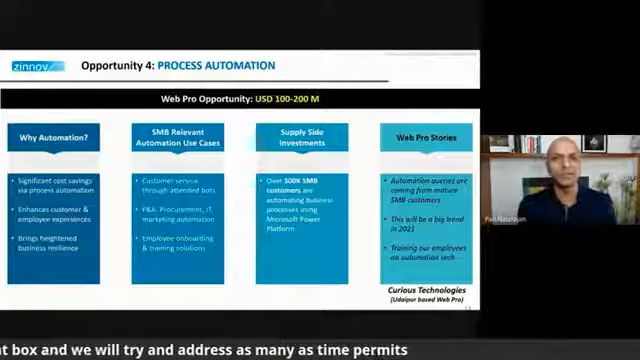 zinnov
Opportunity 4: PROCESS AUTOMATION
Web Pro Opportunity: USD 100-200 M
Why Automation?
• Significant cost savings
via process automation
• Enhances customer &
employee experiences
• Brings heightened
business resilience
SMB Relevant
Automation Use Cases
• Customer service
through attended bots
• F&A, Procurement, IT,
marketing automation
• Employee onboarding
& training solutions
Supply Side
Investments
• Over 500K SMB
customers are
automating business
processes using
Microsoft Power
Platform
Web Pro Stories
• Automation queries are
coming from mature
SMB customers
• This will be a big trend
in 2021
• Training our employees
on automation tech
Curious Technologies
(Udaipur based Web Pro)
Pari Natarajan
t box and we will try and address as many as time permits